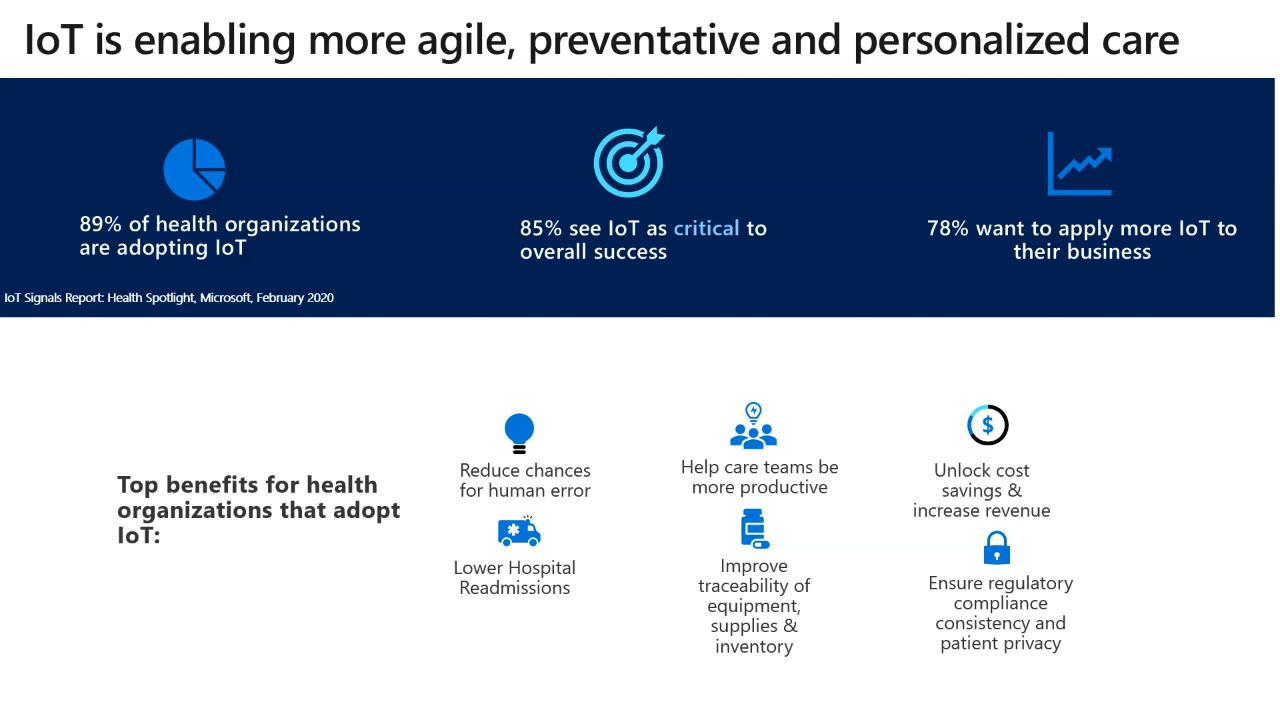 IoT is enabling more agile, preventative and personalized care
89% of health organizations
are adopting IoT
85% see IoT as critical to
overall success
78% want to apply more IoT to
their business
IoT Signals Report: Health Spotlight, Microsoft, February 2020
Top benefits for health
organizations that adopt
IoT:
Reduce chances
for human error
Help care teams be
more productive
$
Unlock cost
savings &
increase revenue
Lower Hospital
Readmissions
Improve
traceability of
equipment,
supplies &
inventory
Ensure regulatory
compliance
consistency and
patient privacy